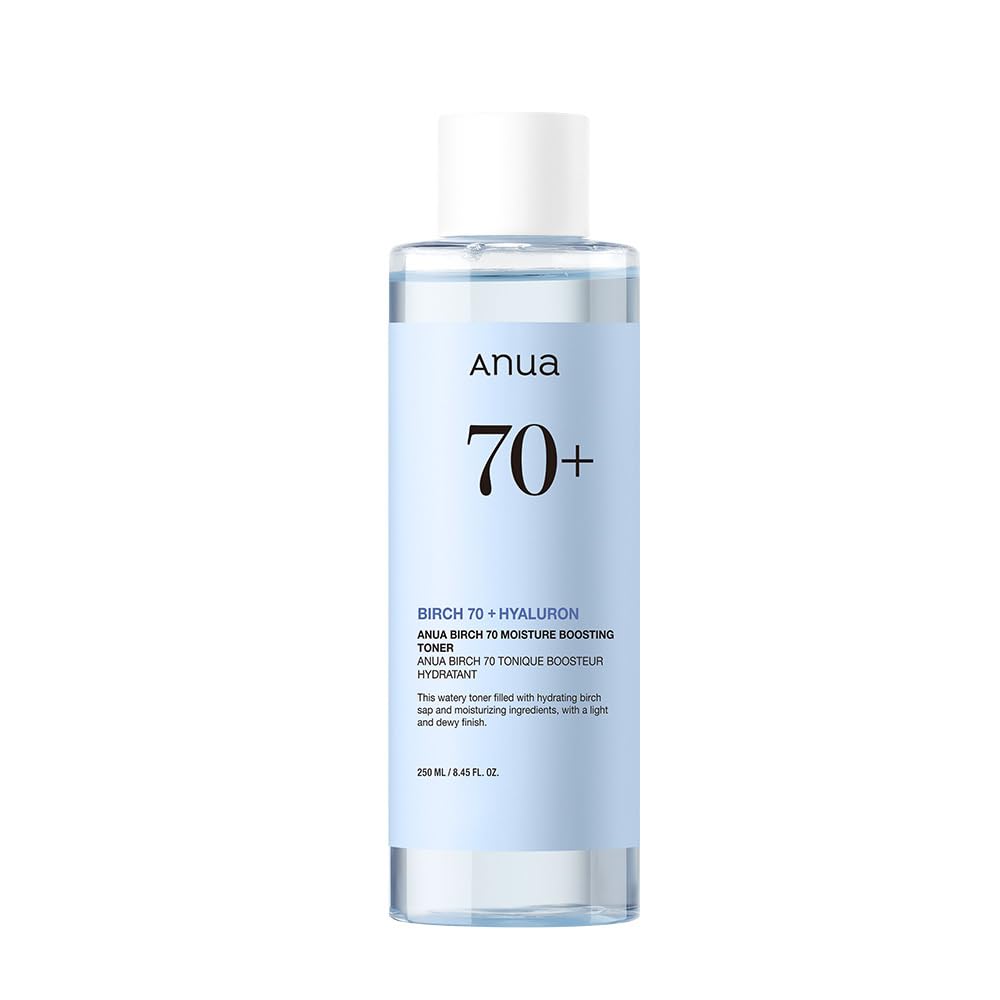 Anua
70+
BIRCH 70 + HYALURON
ANUA BIRCH 70 MOISTURE BOOSTING
TONER
ANUA BIRCH 70 TONIQUE BOOSTEUR
HYDRATANT
This watery toner filled with hydrating birch
sap and moisturizing ingredients, with a light
and dewy finish.
250 ML / 8.45 FL. OZ.